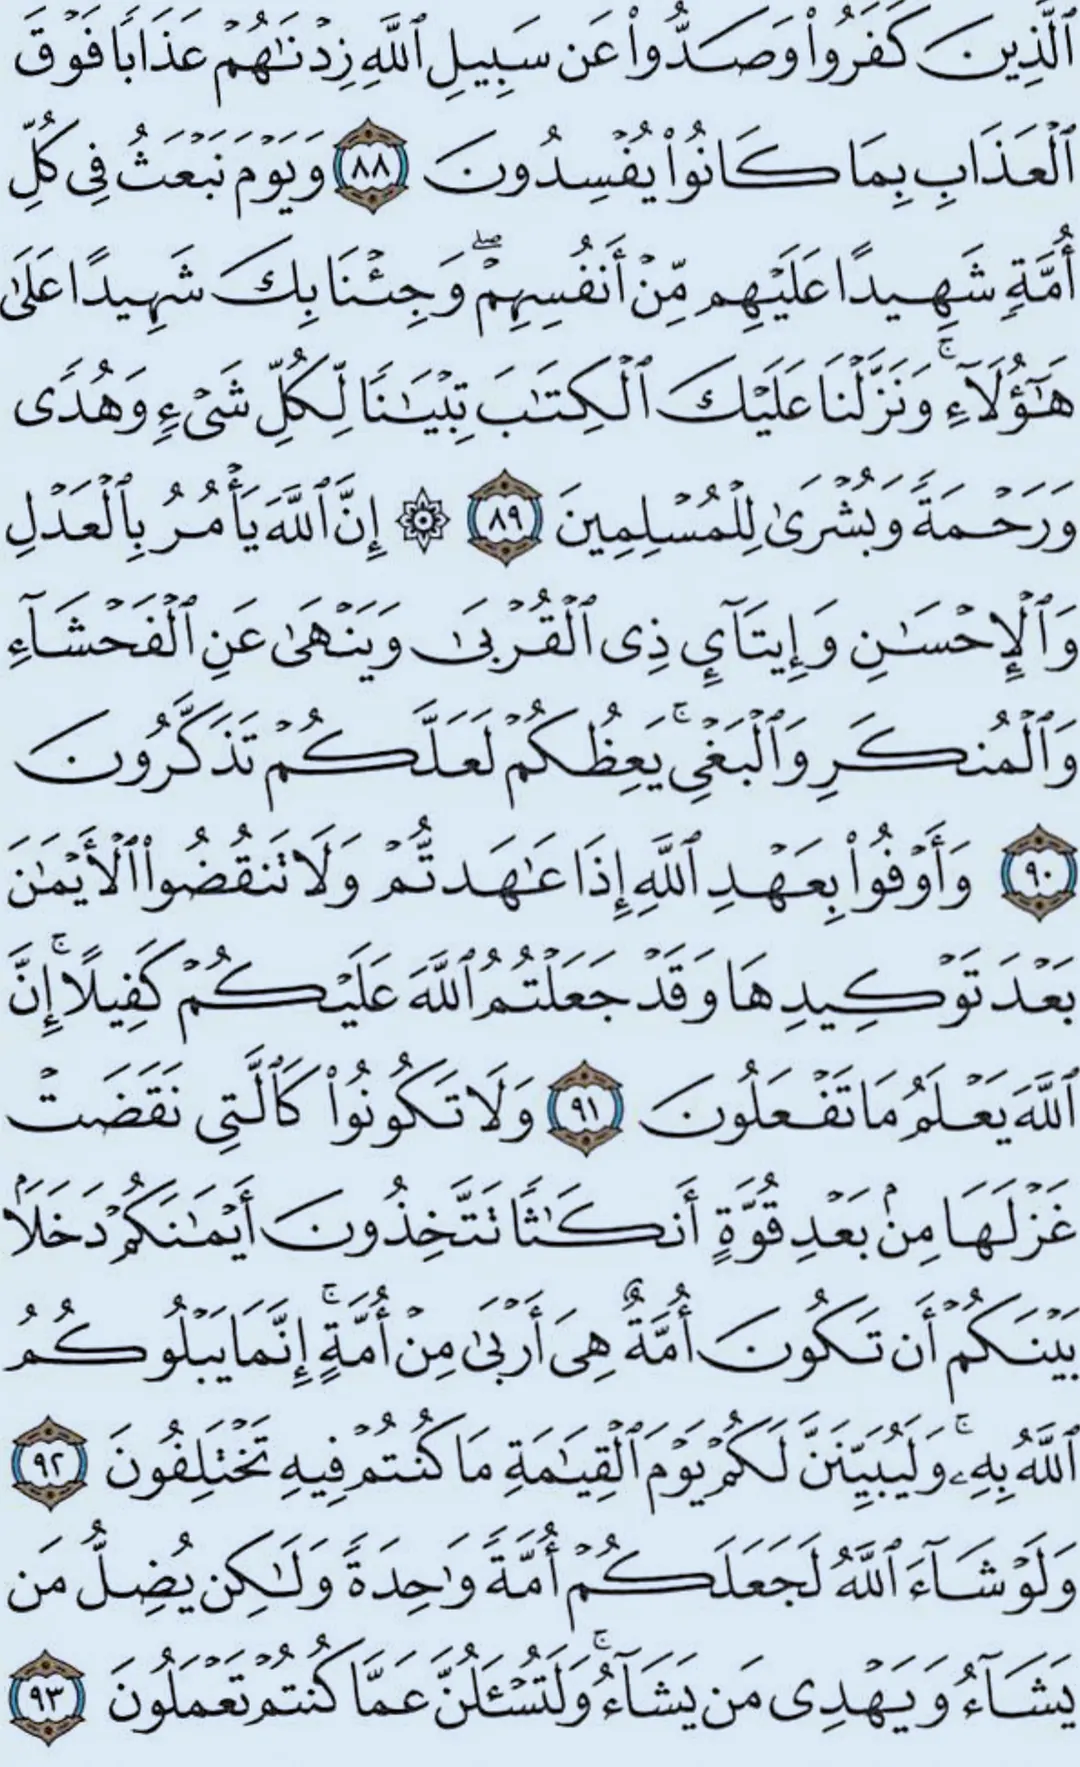 ٱلَّذِينَ كَفَرُوا۟ وَصَدُّوا۟ عَن سَبِيلِ ٱللَّهِ زِدْنَـٰهُمْ عَذَابًا فَوْقَ
ٱلْعَذَابِ بِمَا كَانُوا۟ يُفْسِدُونَ ٨٨ وَيَوْمَ نَبْعَثُ فِى كُلِّ
أُمَّةٍ شَهِيدًا عَلَيْهِم مِّنْ أَنفُسِهِمْ ۖ وَجِئْنَا بِكَ شَهِيدًا عَلَىٰ
هَـٰٓؤُلَآءِ ۚ وَنَزَّلْنَا عَلَيْكَ ٱلْكِتَـٰبَ تِبْيَـٰنًا لِّكُلِّ شَىْءٍ وَهُدًى
وَرَحْمَةً وَبُشْرَىٰ لِلْمُسْلِمِينَ ٨٩ ۞ إِنَّ ٱللَّهَ يَأْمُرُ بِٱلْعَدْلِ
وَٱلْإِحْسَـٰنِ وَإِيتَآئِ ذِى ٱلْقُرْبَىٰ وَيَنْهَىٰ عَنِ ٱلْفَحْشَآءِ
وَٱلْمُنكَرِ وَٱلْبَغْىِ ۚ يَعِظُكُمْ لَعَلَّكُمْ تَذَكَّرُونَ
٩٠ وَأَوْفُوا۟ بِعَهْدِ ٱللَّهِ إِذَا عَـٰهَدتُّمْ وَلَا تَنقُضُوا۟ ٱلْأَيْمَـٰنَ
بَعْدَ تَوْكِيدِهَا وَقَدْ جَعَلْتُمُ ٱللَّهَ عَلَيْكُمْ كَفِيلًا ۚ إِنَّ
ٱللَّهَ يَعْلَمُ مَا تَفْعَلُونَ ٩١ وَلَا تَكُونُوا۟ كَٱلَّتِى نَقَضَتْ
غَزْلَهَا مِنۢ بَعْدِ قُوَّةٍ أَنكَـٰثًا تَتَّخِذُونَ أَيْمَـٰنَكُمْ دَخَلًۢا
بَيْنَكُمْ أَن تَكُونَ أُمَّةٌ هِىَ أَرْبَىٰ مِنْ أُمَّةٍ ۚ إِنَّمَا يَبْلُوكُمُ
ٱللَّهُ بِهِۦ ۚ وَلَيُبَيِّنَنَّ لَكُمْ يَوْمَ ٱلْقِيَـٰمَةِ مَا كُنتُمْ فِيهِ تَخْتَلِفُونَ ٩٢
وَلَوْ شَآءَ ٱللَّهُ لَجَعَلَكُمْ أُمَّةً وَٰحِدَةً وَلَـٰكِن يُضِلُّ مَن
يَشَآءُ وَيَهْدِى مَن يَشَآءُ ۚ وَلَتُسْـَٔلُنَّ عَمَّا كُنتُمْ تَعْمَلُونَ ٩٣